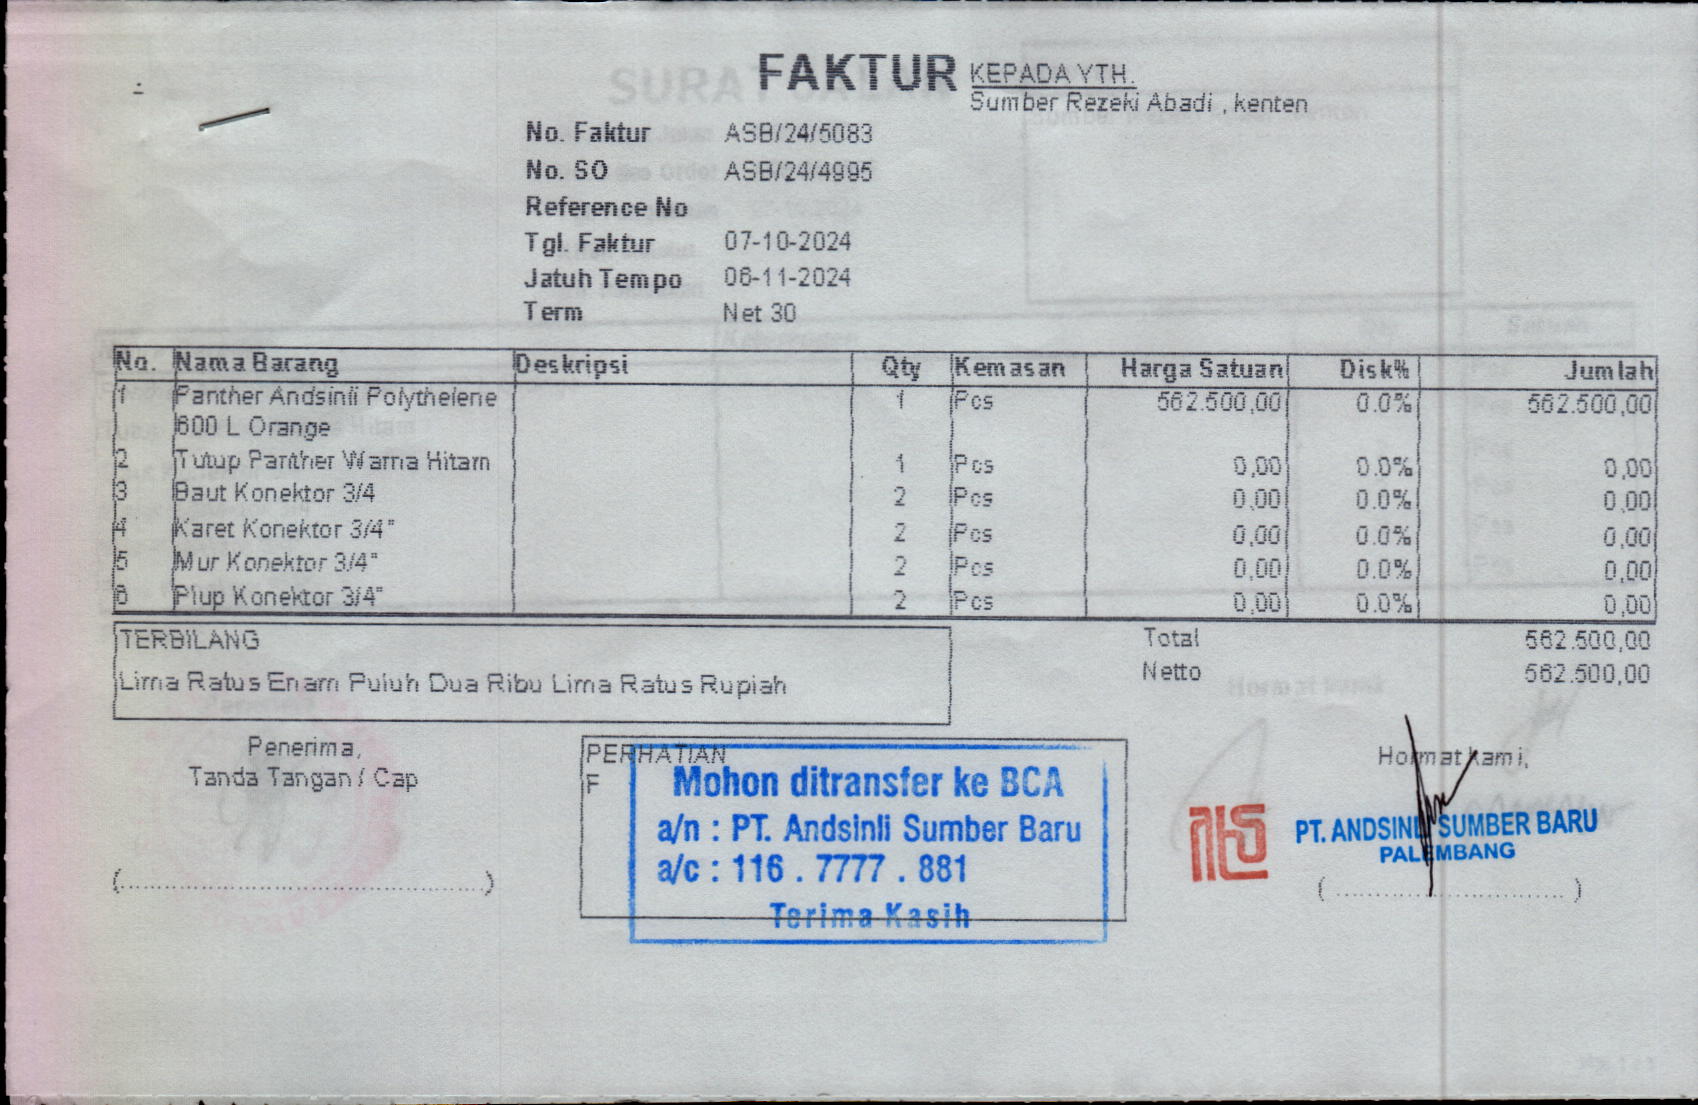 FAKTUR
KEPADA YTH.
Sumber Rezeki Abadi , kenten
No. Faktur ASB/24/5083
No. SO ASB/24/4995
Reference No
Tgl. Faktur 07-10-2024
Jatuh Tempo 06-11-2024
Term Net 30
No. Nama Barang Deskripsi Qty Kemasan Harga Satuan Disk% Jumlah
1 Panther Andsinli Polythelene 1 Pcs 562.500,00 0.0% 562.500,00
600 L Orange
2 Tutup Panther Warna Hitam 1 Pcs 0,00 0.0% 0,00
3 Baut Konektor 3/4 2 Pcs 0,00 0.0% 0,00
4 Karet Konektor 3/4" 2 Pcs 0,00 0.0% 0,00
5 Mur Konektor 3/4" 2 Pcs 0,00 0.0% 0,00
6 Plup Konektor 3/4" 2 Pcs 0,00 0.0% 0,00
TERBILANG
Lima Ratus Enam Puluh Dua Ribu Lima Ratus Rupiah
Total 562.500,00
Netto 562.500,00
Penerima,
Tanda Tangan / Cap
(..........................................)
PERHATIAN
F
Mohon ditransfer ke BCA
a/n : PT. Andsinli Sumber Baru
a/c : 116 . 7777 . 881
Terima Kasih
Hormat kami,
PT. ANDSINLI SUMBER BARU
PALEMBANG
( .............................. )